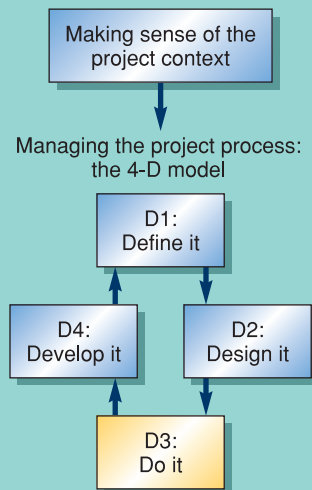 Making sense of the
project context
Managing the project process:
the 4-D model
D1:
Define it
D4:
Develop it
D2:
Design it
D3:
Do it